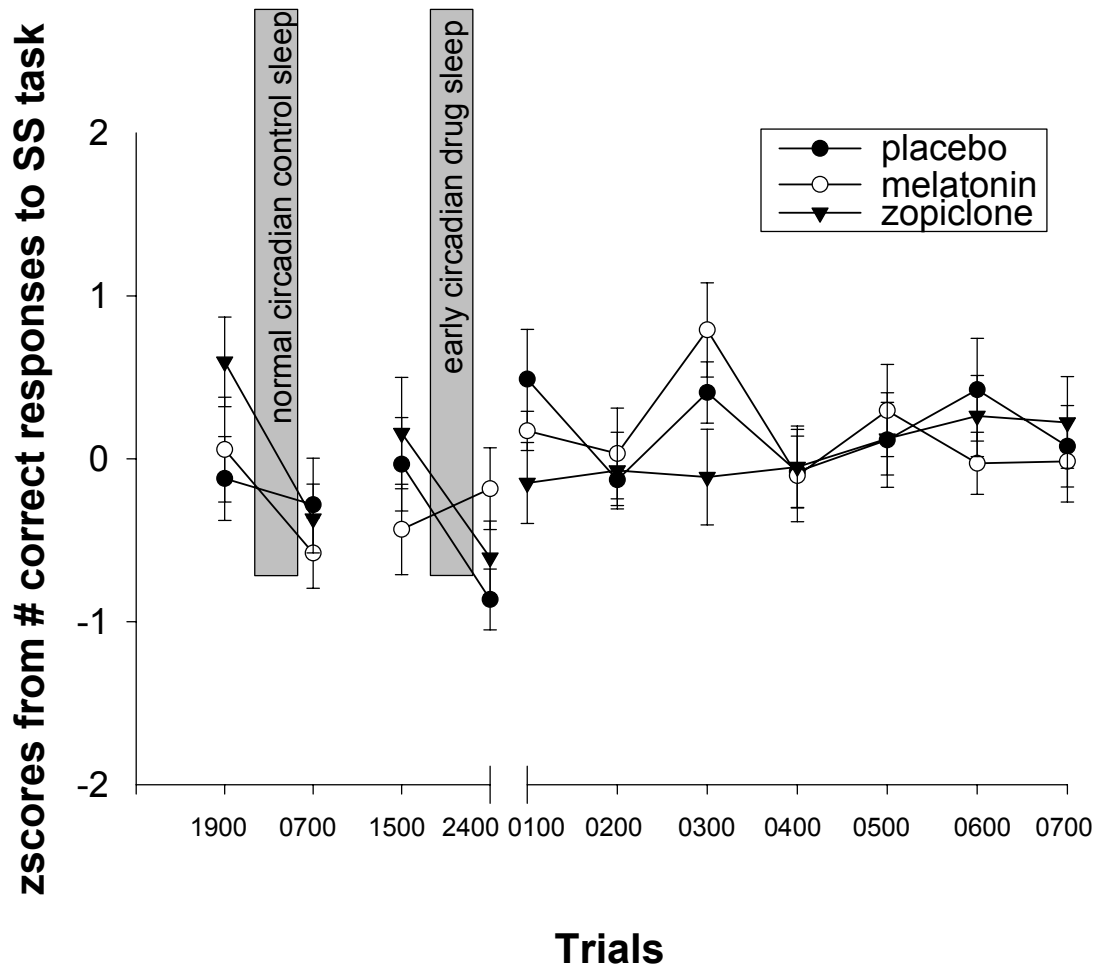 zscores from # correct responses to SS task
2
1
0
-1
-2
normal circadian control sleep
early circadian drug sleep
placebo
melatonin
zopiclone
1900 0700 1500 2400 0100 0200 0300 0400 0500 0600 0700
Trials